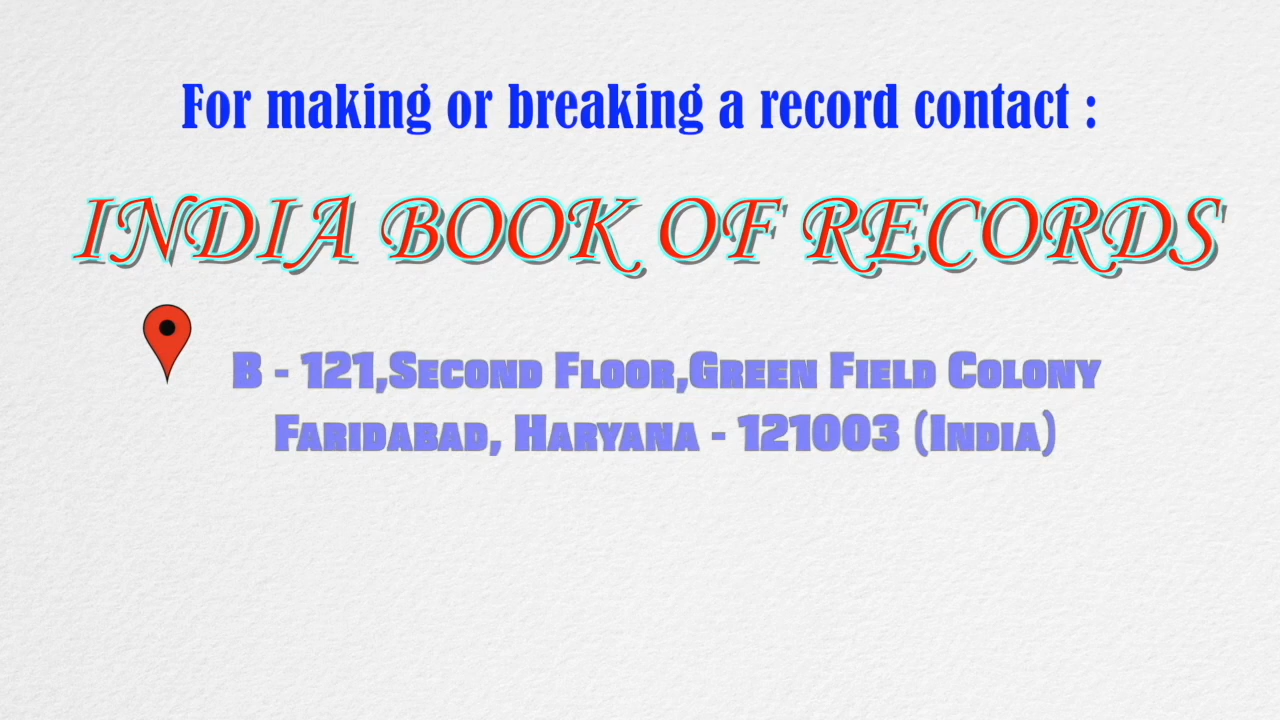 For making or breaking a record contact :
INDIA BOOK OF RECORDS
B - 121,Second Floor,Green Field Colony
Faridabad, Haryana - 121003 (India)